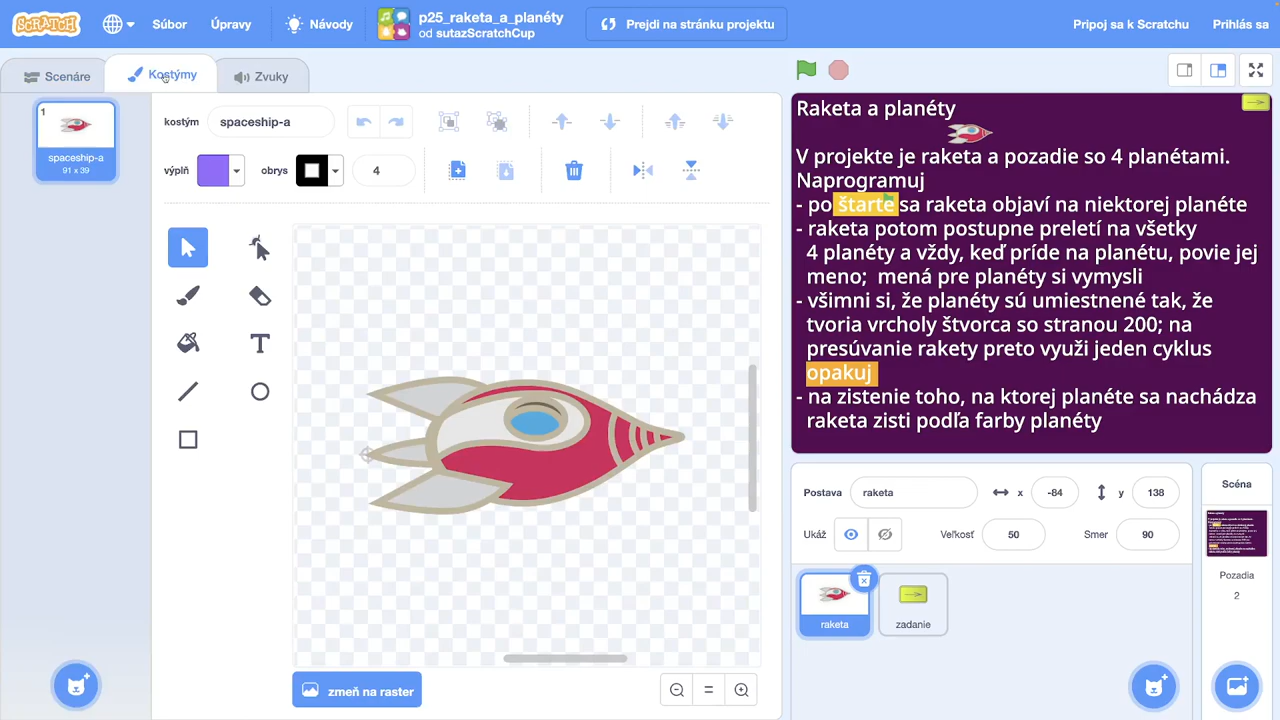 SCRATCH
Súbor
Úpravy
Návody
p25_raketa_a_planéty
od sutazScratchCup
Prejdi na stránku projektu
Pripoj sa k Scratchu
Prihlás sa
Scenáre
Kostýmy
Zvuky
1
spaceship-a
91 x 39
kostým
spaceship-a
výplň
obrys
4
zmeň na raster
Raketa a planéty
V projekte je raketa a pozadie so 4 planétami.
Naprogramuj
- po štarte sa raketa objaví na niektorej planéte
- raketa potom postupne preletí na všetky
4 planéty a vždy, keď príde na planétu, povie jej
meno; mená pre planéty si vymysli
- všimni si, že planéty sú umiestnené tak, že
tvoria vrcholy štvorca so stranou 200; na
presúvanie rakety preto využi jeden cyklus
opakuj
- na zistenie toho, na ktorej planéte sa nachádza
raketa zisti podľa farby planéty
Postava
raketa
x
-84
y
138
Ukáž
Veľkosť
50
Smer
90
raketa
zadanie
Scéna
Pozadia
2